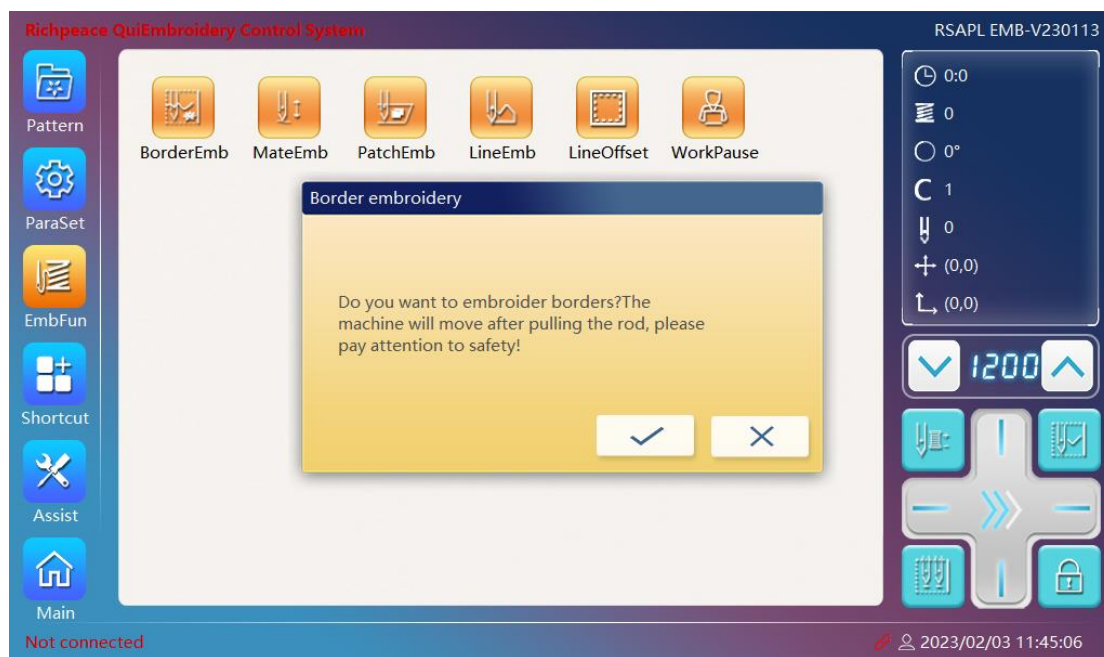 Richpeace QuiEmbroidery Control System
RSAPL EMB-V230113
Pattern
ParaSet
EmbFun
Shortcut
Assist
Main
BorderEmb MateEmb PatchEmb LineEmb LineOffset WorkPause
Border embroidery
Do you want to embroider borders?The
machine will move after pulling the rod, please
pay attention to safety!
0:0
0
0°
C 1
0
(0,0)
(0,0)
1200
Not connected
2023/02/03 11:45:06